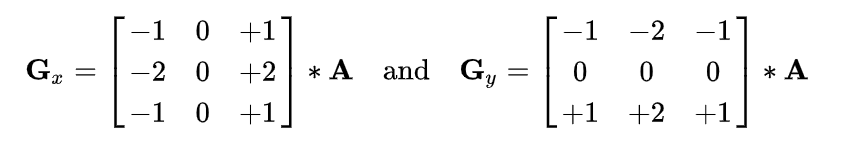 −1 0 +1 −1 −2 −1
Gx = −2 0 +2 * A and Gy = 0 0 0 * A
−1 0 +1 +1 +2 +1